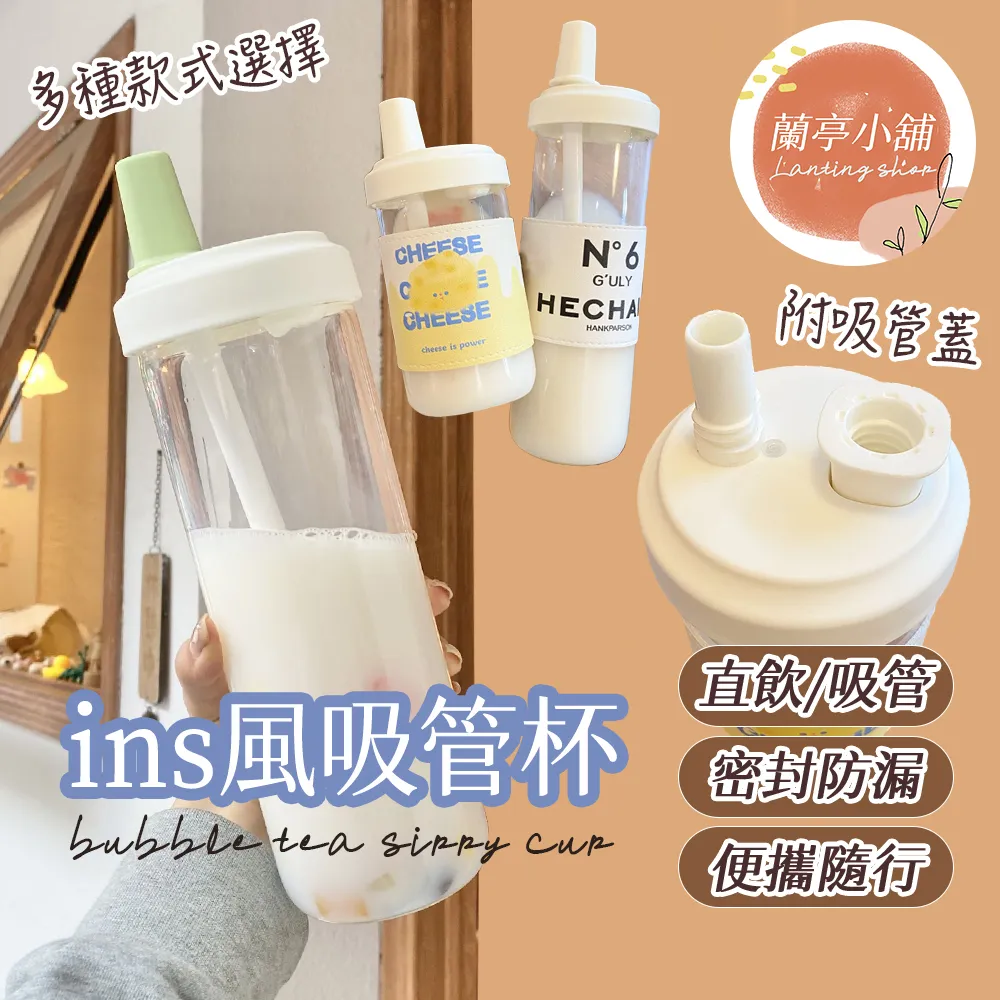 多種款式選擇
蘭亭小舖
Lanting shop
CHEESE
CHEESE
cheese is power
N°6
G'ULY
HECHA
HANKPARSON
附吸管蓋
直飲/吸管
密封防漏
便攜隨行
ins風吸管杯
bubble tea sippy cup